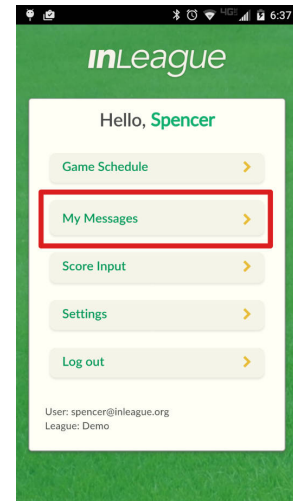 4G 6:37
inLeague
Hello, Spencer
Game Schedule
My Messages
Score Input
Settings
Log out
User: spencer@inleague.org
League: Demo